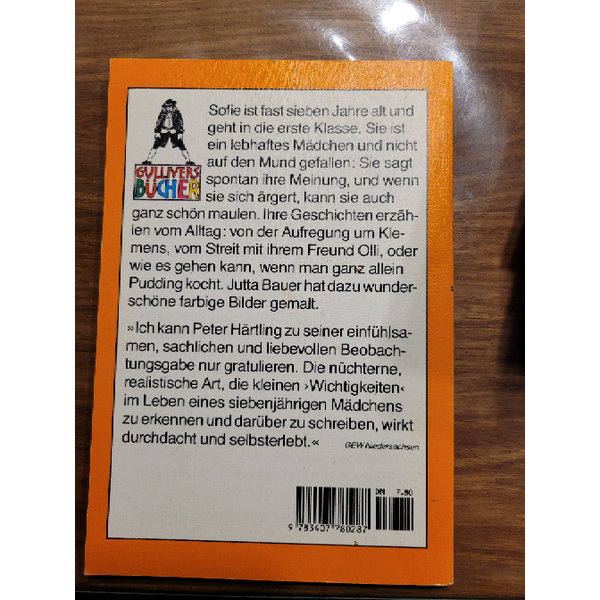 GULLIVERS
BÜCHER
Sofie ist fast sieben Jahre alt und
geht in die erste Klasse. Sie ist
ein lebhaftes Mädchen und nicht
auf den Mund gefallen: Sie sagt
spontan ihre Meinung, und wenn
sie sich ärgert, kann sie auch
ganz schön maulen. Ihre Geschichten erzäh-
len vom Alltag: von der Aufregung um Kle-
mens, vom Streit mit ihrem Freund Olli, oder
wie es gehen kann, wenn man ganz allein
Pudding kocht. Jutta Bauer hat dazu wunder-
schöne farbige Bilder gemalt.
»Ich kann Peter Härtling zu seiner einfühlsa-
men, sachlichen und liebevollen Beobach-
tungsgabe nur gratulieren. Die nüchterne,
realistische Art, die kleinen ›Wichtigkeiten‹
im Leben eines siebenjährigen Mädchens
zu erkennen und darüber zu schreiben, wirkt
durchdacht und selbsterlebt.«
GEW Niedersachsen
DM 7.80
9 783407 780287